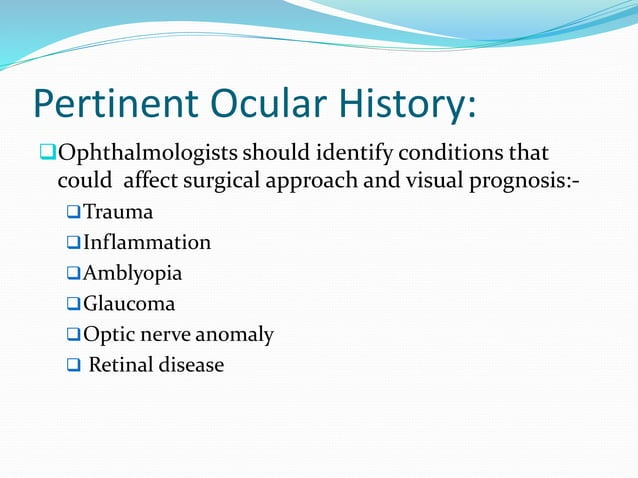 Pertinent Ocular History:
Ophthalmologists should identify conditions that
could affect surgical approach and visual prognosis:-
Trauma
Inflammation
Amblyopia
Glaucoma
Optic nerve anomaly
Retinal disease